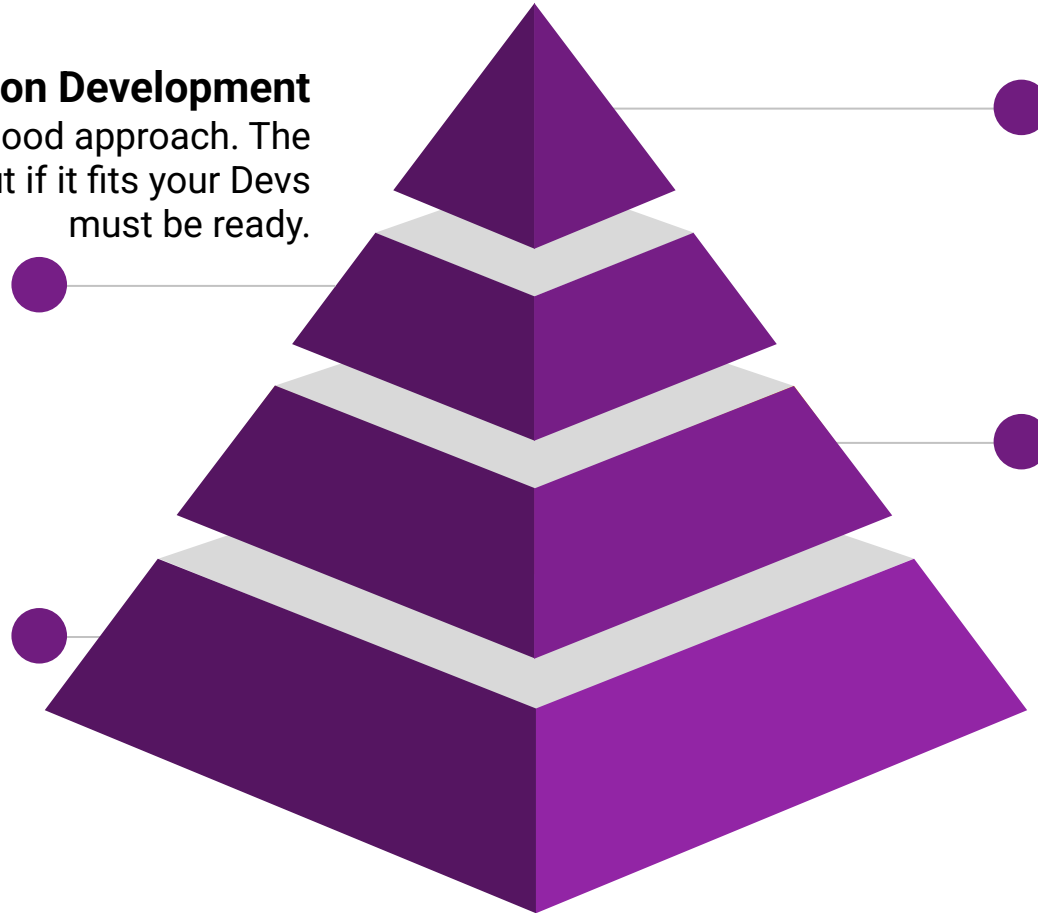 on Development
ood approach. The
t if it fits your Devs
must be ready.